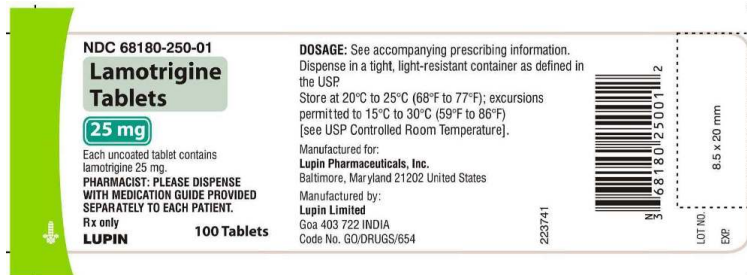 NDC 68180-250-01
Lamotrigine
Tablets
25 mg
Each uncoated tablet contains
lamotrigine 25 mg.
PHARMACIST: PLEASE DISPENSE
WITH MEDICATION GUIDE PROVIDED
SEPARATELY TO EACH PATIENT.
Rx only
LUPIN
100 Tablets
DOSAGE: See accompanying prescribing information.
Dispense in a tight, light-resistant container as defined in
the USP.
Store at 20°C to 25°C (68°F to 77°F); excursions
permitted to 15°C to 30°C (59°F to 86°F)
[see USP Controlled Room Temperature].
Manufactured for:
Lupin Pharmaceuticals, Inc.
Baltimore, Maryland 21202 United States
Manufactured by:
Lupin Limited
Goa 403 722 INDIA
Code No. GO/DRUGS/654
223741
N
3 68180 25001 2
8.5 x 20 mm
LOT NO.
EXP.